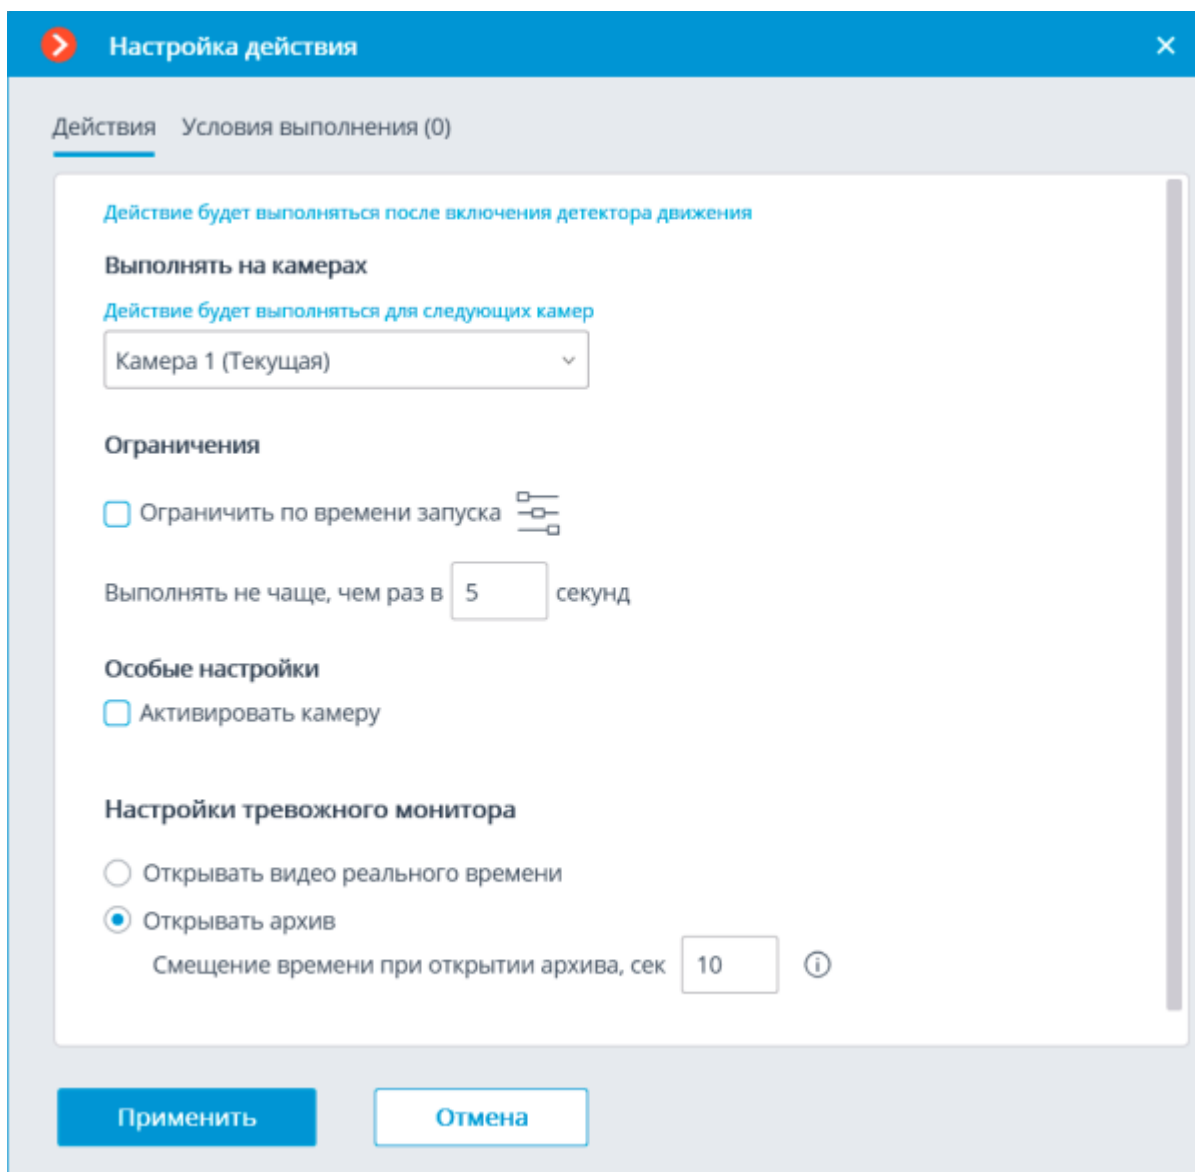 Настройка действия
Действия Условия выполнения (0)
Действие будет выполняться после включения детектора движения
Выполнять на камерах
Действие будет выполняться для следующих камер
Камера 1 (Текущая)
Ограничения
Ограничить по времени запуска
Выполнять не чаще, чем раз в 5 секунд
Особые настройки
Активировать камеру
Настройки тревожного монитора
Открывать видео реального времени
Открывать архив
Смещение времени при открытии архива, сек 10
Применить Отмена